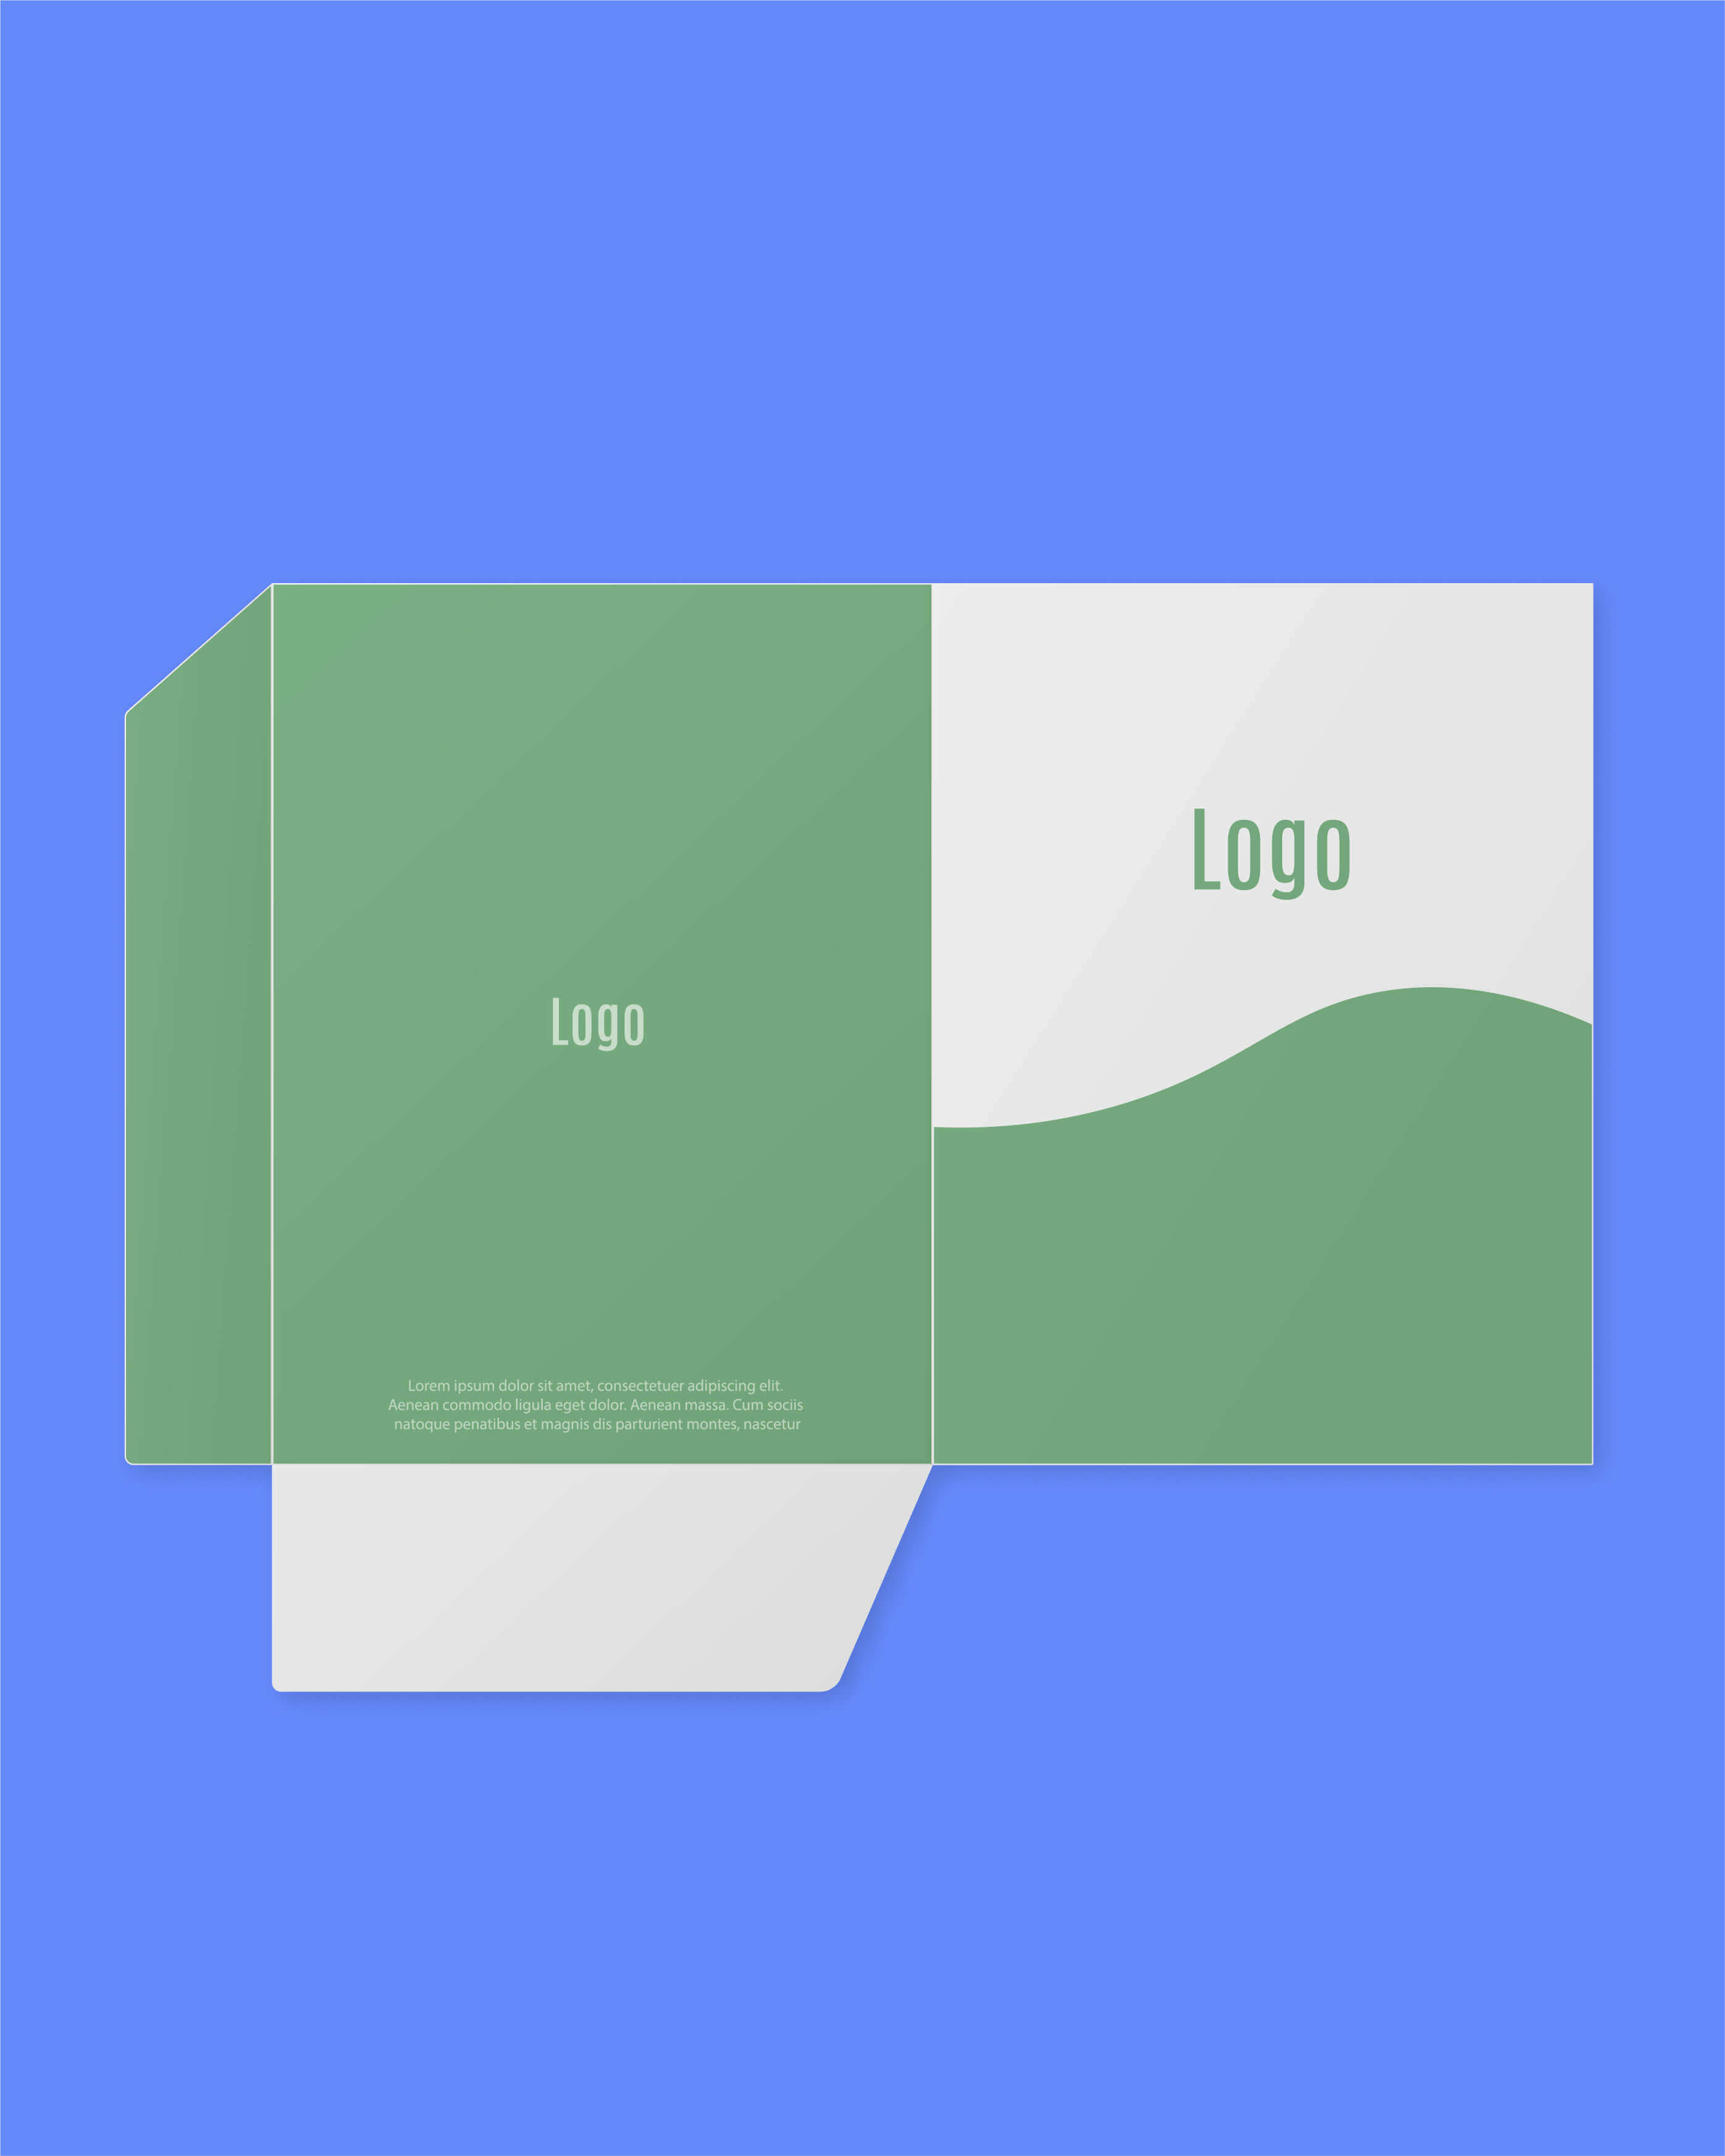 Logo
Lorem ipsum dolor sit amet, consectetuer adipiscing elit.
Aenean commodo ligula eget dolor. Aenean massa. Cum sociis
natoque penatibus et magnis dis parturient montes, nascetur
Logo